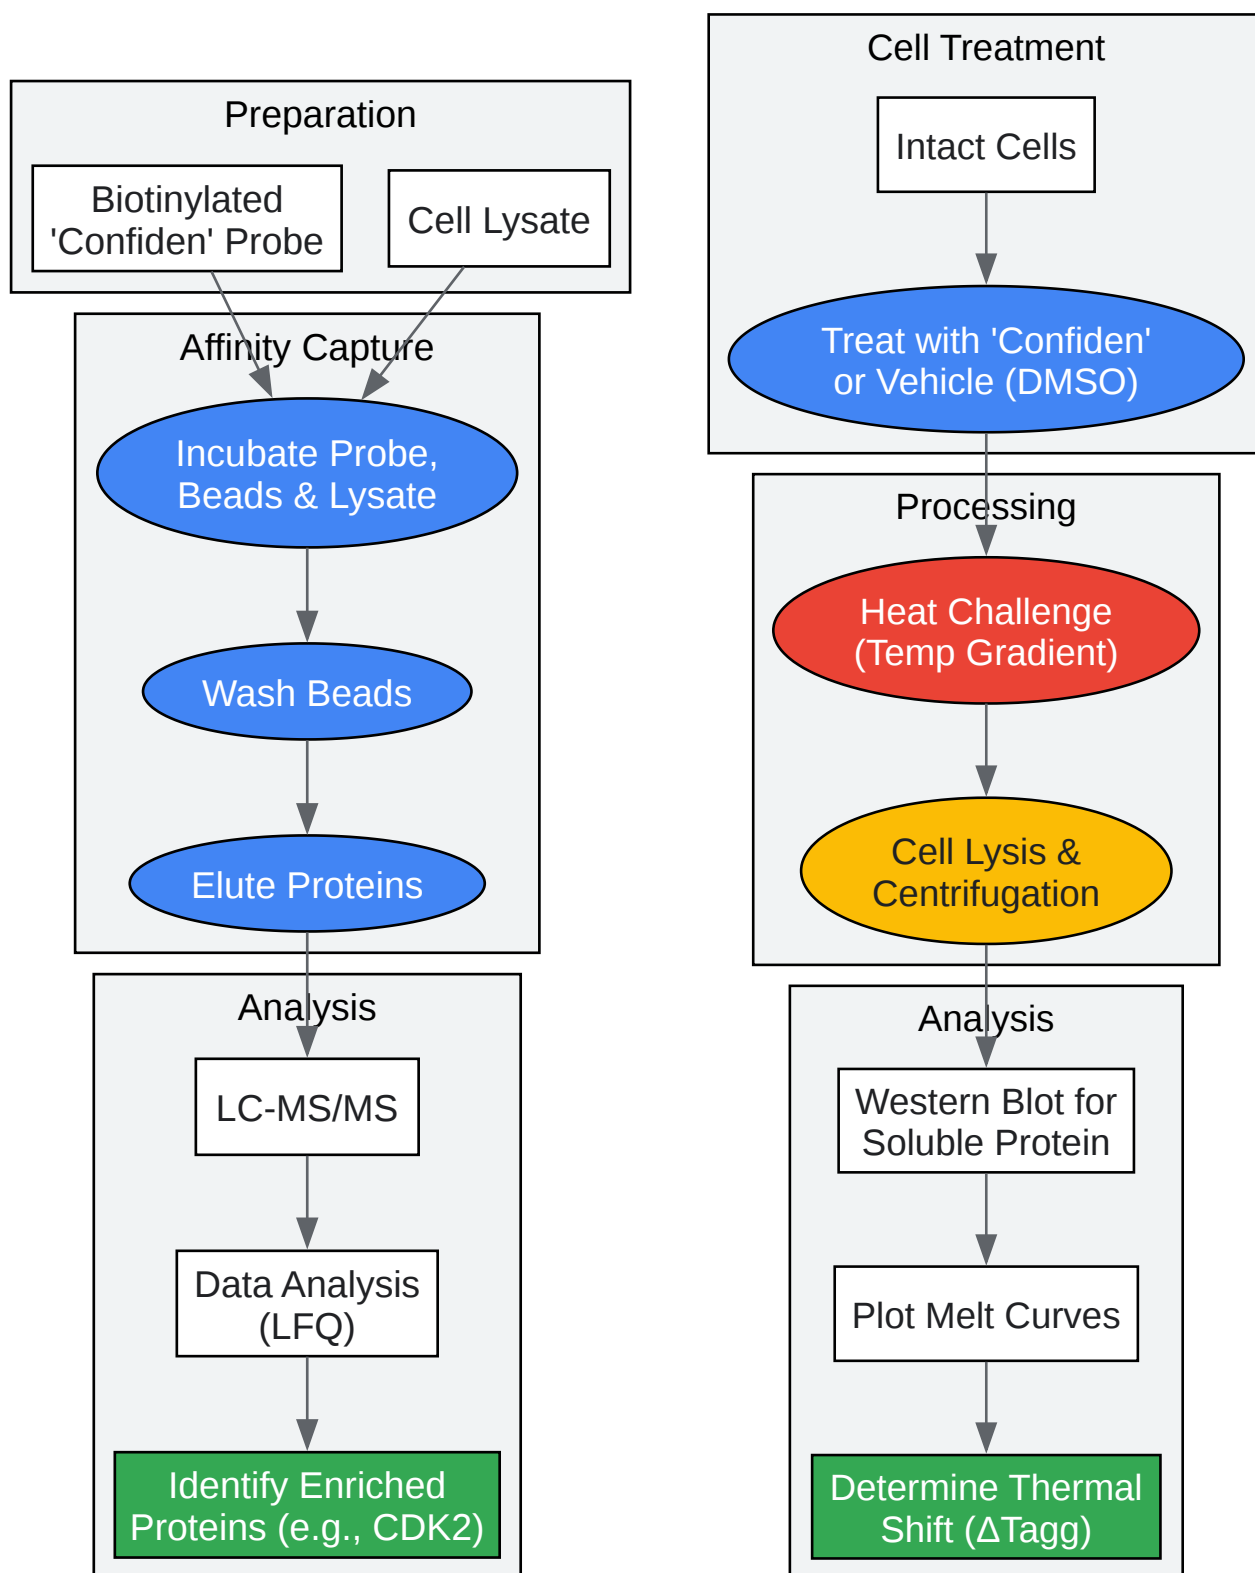 Preparation
Biotinylated
'Confiden' Probe
Cell Lysate
Affinity Capture
Incubate Probe,
Beads & Lysate
Wash Beads
Elute Proteins
Analysis
LC-MS/MS
Data Analysis
(LFQ)
Identify Enriched
Proteins (e.g., CDK2)
Cell Treatment
Intact Cells
Treat with 'Confiden'
or Vehicle (DMSO)
Processing
Heat Challenge
(Temp Gradient)
Cell Lysis &
Centrifugation
Analysis
Western Blot for
Soluble Protein
Plot Melt Curves
Determine Thermal
Shift (ΔTagg)